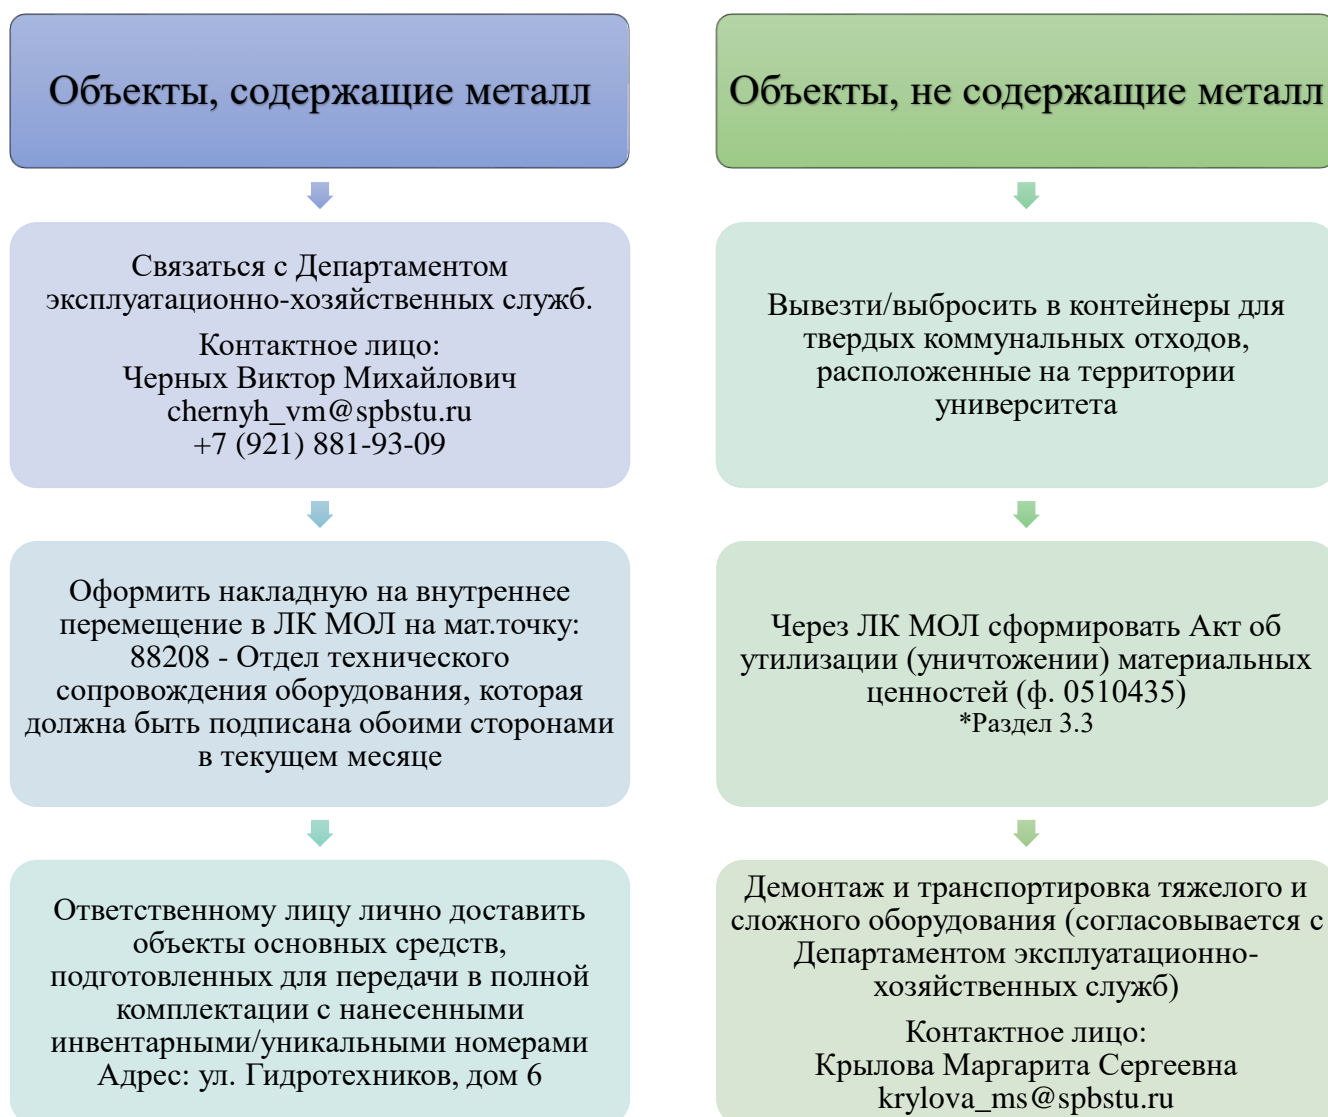 Объекты, содержащие металл
Связаться с Департаментом
эксплуатационно-хозяйственных служб.
Контактное лицо:
Черных Виктор Михайлович
chernyh_vm@spbstu.ru
+7 (921) 881-93-09
Оформить накладную на внутреннее
перемещение в ЛК МОЛ на мат.точку:
88208 - Отдел технического
сопровождения оборудования, которая
должна быть подписана обоими сторонами
в текущем месяце
Ответственному лицу лично доставить
объекты основных средств,
подготовленных для передачи в полной
комплектации с нанесенными
инвентарными/уникальными номерами
Адрес: ул. Гидротехников, дом 6
Объекты, не содержащие металл
Вывезти/выбросить в контейнеры для
твердых коммунальных отходов,
расположенные на территории
университета
Через ЛК МОЛ сформировать Акт об
утилизации (уничтожении) материальных
ценностей (ф. 0510435)
*Раздел 3.3
Демонтаж и транспортировка тяжелого и
сложного оборудования (согласовывается с
Департаментом эксплуатационно-
хозяйственных служб)
Контактное лицо:
Крылова Маргарита Сергеевна
krylova_ms@spbstu.ru